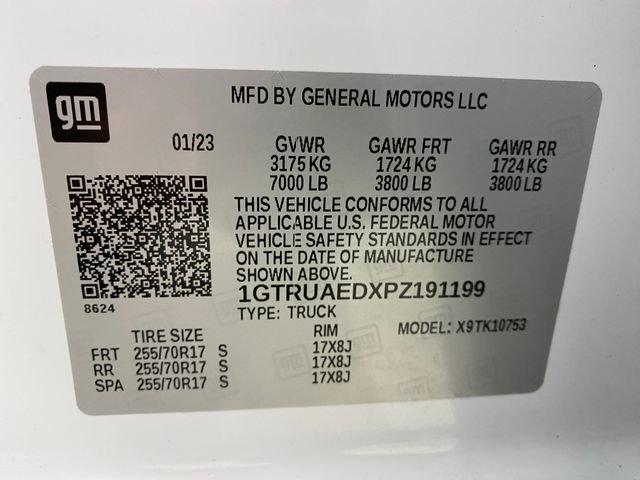 gm
MFD BY GENERAL MOTORS LLC
01/23 GVWR GAWR FRT GAWR RR
3175 KG 1724 KG 1724 KG
7000 LB 3800 LB 3800 LB
THIS VEHICLE CONFORMS TO ALL
APPLICABLE U.S. FEDERAL MOTOR
VEHICLE SAFETY STANDARDS IN EFFECT
ON THE DATE OF MANUFACTURE
SHOWN ABOVE.
8624
1GTRUAEDXPZ191199
TYPE: TRUCK MODEL: X9TK10753
TIRE SIZE RIM
FRT 255/70R17 S 17X8J
RR 255/70R17 S 17X8J
SPA 255/70R17 S 17X8J